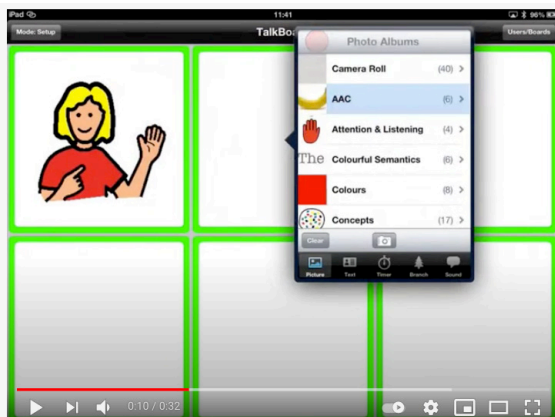 iPad 11:41 96%
Mode: Setup TalkBoa Users/Boards
Photo Albums
Camera Roll (40)
AAC (6)
Attention & Listening (4)
The Colourful Semantics (6)
Colours (8)
Concepts (17)
Clear
Picture Text Timer Branch Sound
0:10 / 0:32